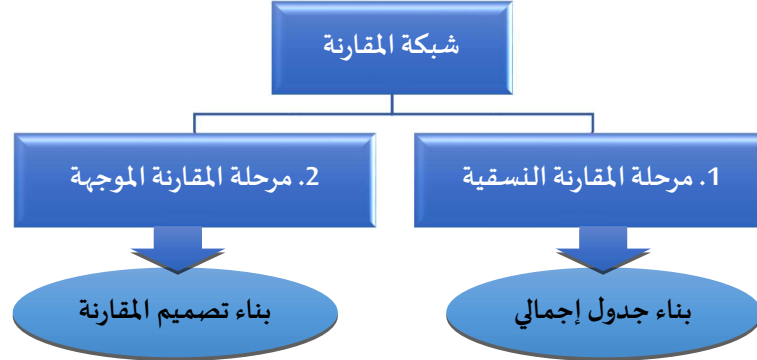 شبكة المقارنة
1. مرحلة المقارنة النسقية
2. مرحلة المقارنة الموجهة
بناء جدول إجمالي
بناء تصميم المقارنة